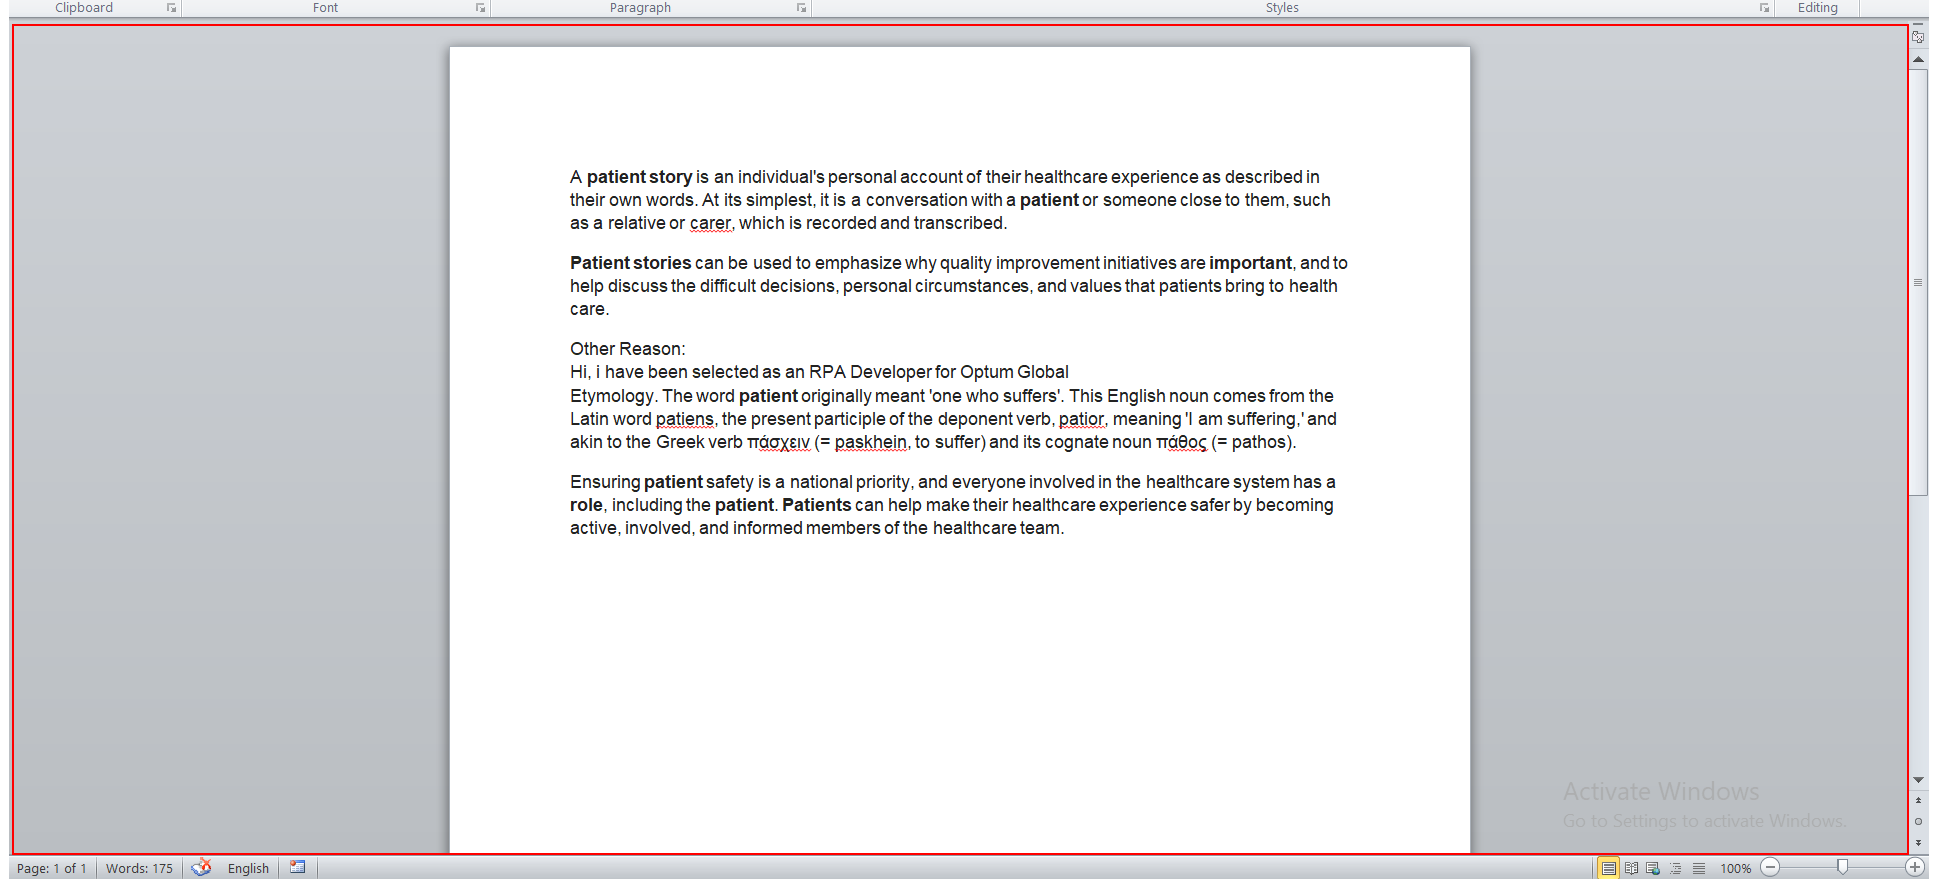 Clipboard Font Paragraph Styles Editing
A patient story is an individual's personal account of their healthcare experience as described in
their own words. At its simplest, it is a conversation with a patient or someone close to them, such
as a relative or carer, which is recorded and transcribed.
Patient stories can be used to emphasize why quality improvement initiatives are important, and to
help discuss the difficult decisions, personal circumstances, and values that patients bring to health
care.
Other Reason:
Hi, i have been selected as an RPA Developer for Optum Global
Etymology. The word patient originally meant 'one who suffers'. This English noun comes from the
Latin word patiens, the present participle of the deponent verb, patior, meaning 'I am suffering,' and
akin to the Greek verb πάσχειν (= paskhein, to suffer) and its cognate noun πάθος (= pathos).
Ensuring patient safety is a national priority, and everyone involved in the healthcare system has a
role, including the patient. Patients can help make their healthcare experience safer by becoming
active, involved, and informed members of the healthcare team.
Activate Windows
Go to Settings to activate Windows.
Page: 1 of 1 Words: 175 English 100%